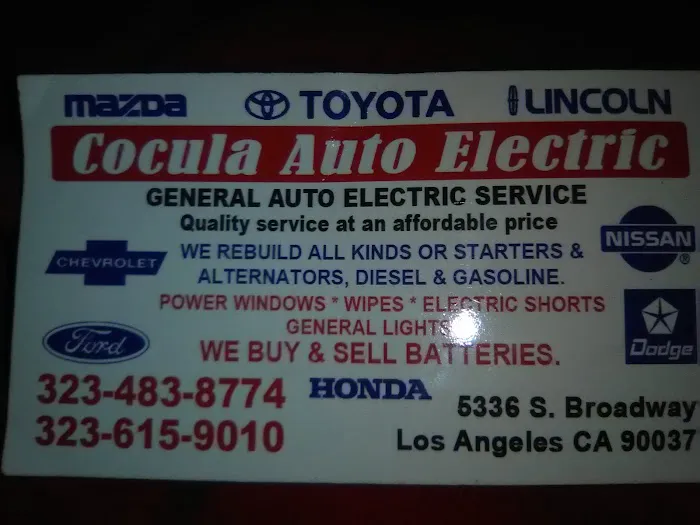 mazda TOYOTA LINCOLN
Cocula Auto Electric
GENERAL AUTO ELECTRIC SERVICE
Quality service at an affordable price
NISSAN ®
CHEVROLET
WE REBUILD ALL KINDS OR STARTERS &
ALTERNATORS, DIESEL & GASOLINE.
POWER WINDOWS * WIPES * ELECTRIC SHORTS
GENERAL LIGHTS
Ford
WE BUY & SELL BATTERIES.
Dodge
323-483-8774
HONDA
323-615-9010
5336 S. Broadway
Los Angeles CA 90037